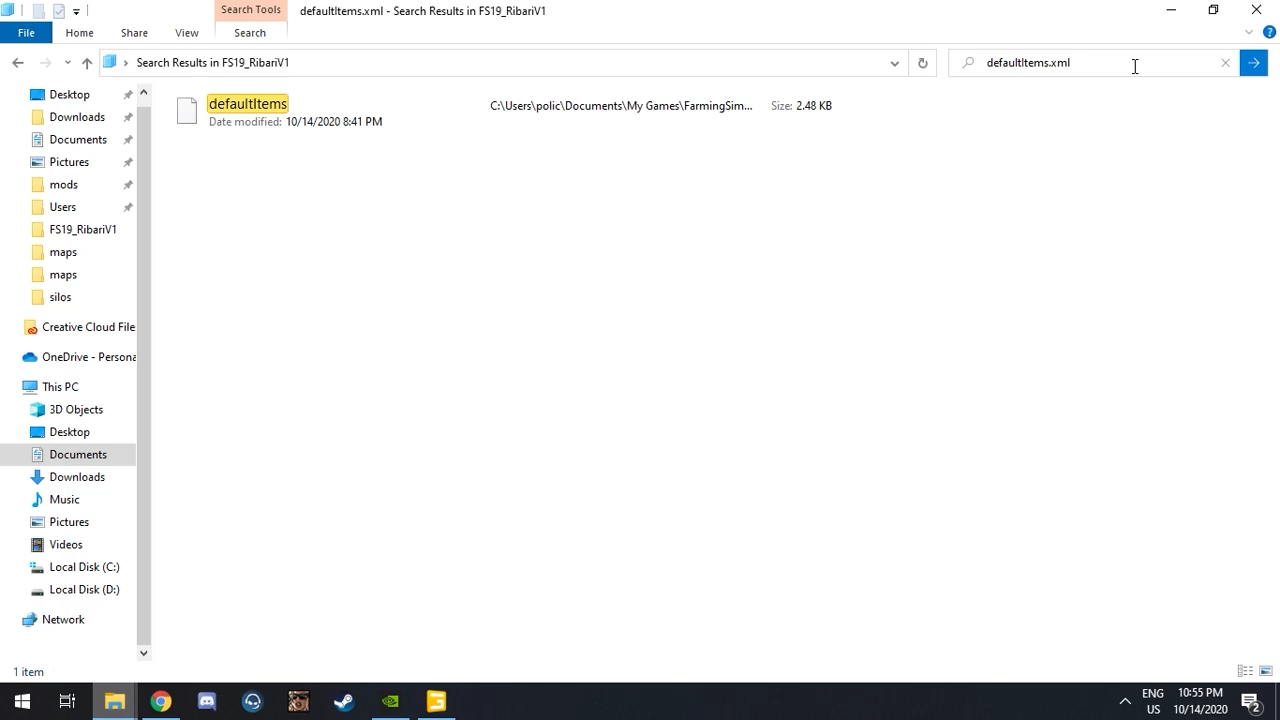 Search Tools
defaultItems.xml - Search Results in FS19_RibariV1
File
Home
Share
View
Search
Search Results in FS19_RibariV1
defaultItems.xml
Desktop
Downloads
Documents
Pictures
mods
Users
FS19_RibariV1
maps
maps
silos
Creative Cloud File
OneDrive - Persona
This PC
3D Objects
Desktop
Documents
Downloads
Music
Pictures
Videos
Local Disk (C:)
Local Disk (D:)
Network
defaultItems
Date modified: 10/14/2020 8:41 PM
C:\Users\polic\Documents\My Games\FarmingSim...
Size: 2.48 KB
1 item
ENG
US
10:55 PM
10/14/2020
2